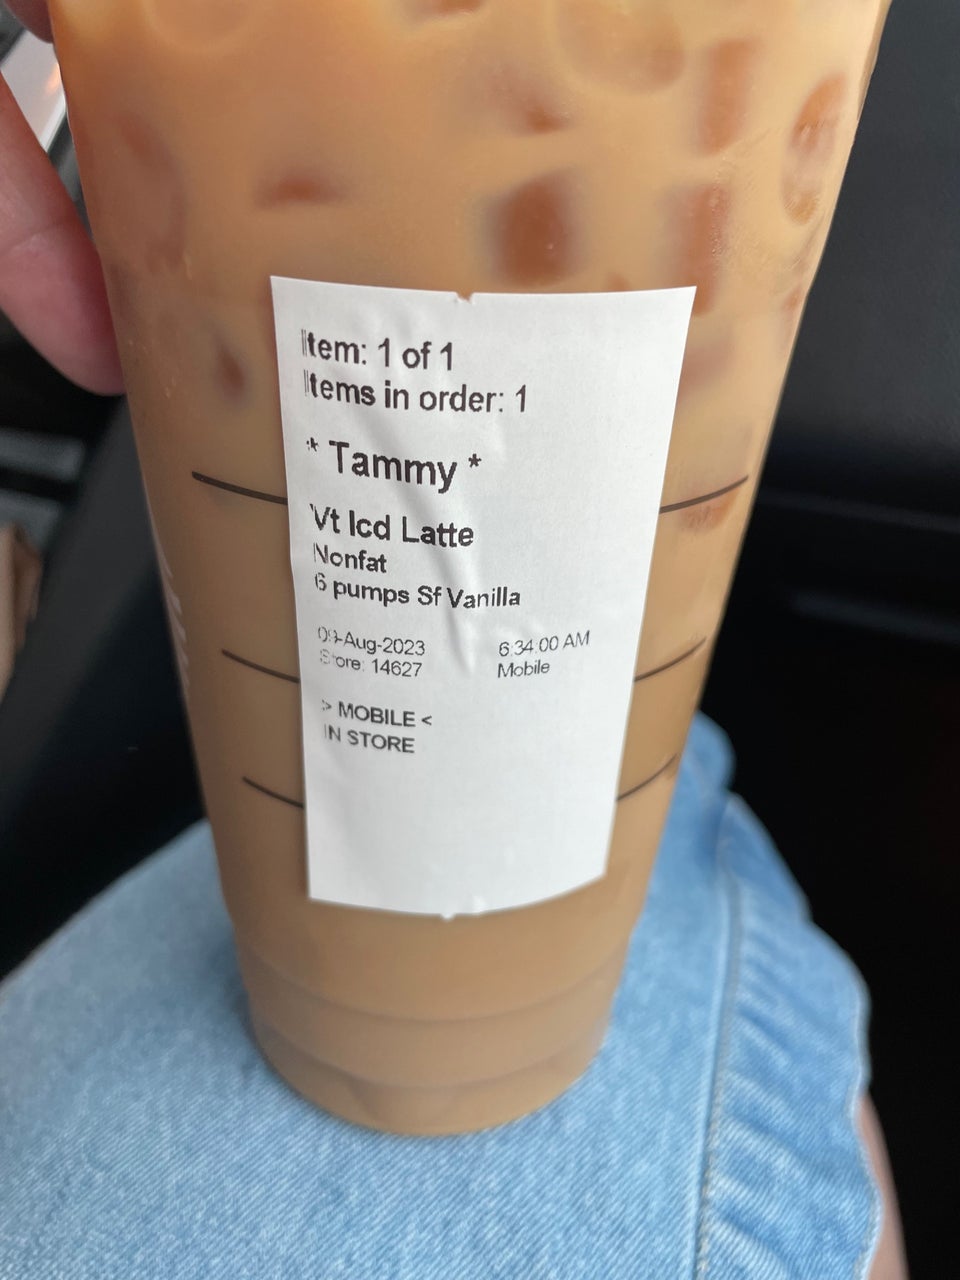 Item: 1 of 1
Items in order: 1
* Tammy *
Vt Icd Latte
Nonfat
6 pumps Sf Vanilla
09-Aug-2023 6:34:00 AM
Store: 14627 Mobile
> MOBILE <
IN STORE